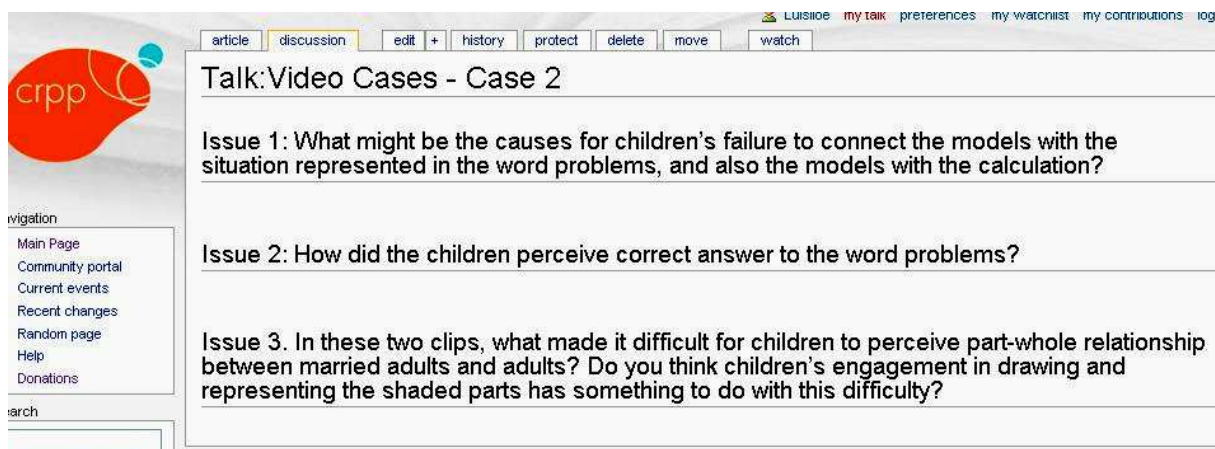 Luisiloe my talk preferences my watchlist my contributions log
article discussion edit + history protect delete move watch
crpp
Talk:Video Cases - Case 2
Issue 1: What might be the causes for children's failure to connect the models with the
situation represented in the word problems, and also the models with the calculation?
avigation
Main Page
Community portal
Current events
Recent changes
Random page
Help
Donations
Issue 2: How did the children perceive correct answer to the word problems?
Issue 3. In these two clips, what made it difficult for children to perceive part-whole relationship
between married adults and adults? Do you think children's engagement in drawing and
representing the shaded parts has something to do with this difficulty?
earch